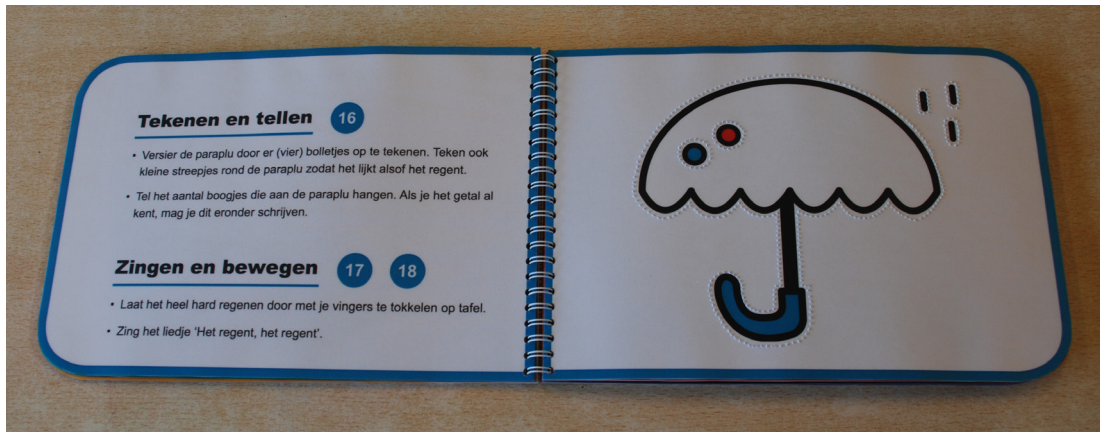 Tekenen en tellen 16
• Versier de paraplu door er (vier) bolletjes op te tekenen. Teken ook
kleine streepjes rond de paraplu zodat het lijkt alsof het regent.
• Tel het aantal boogjes die aan de paraplu hangen. Als je het getal al
kent, mag je dit eronder schrijven.
Zingen en bewegen 17 18
• Laat het heel hard regenen door met je vingers te tokkelen op tafel.
• Zing het liedje ‘Het regent, het regent’.